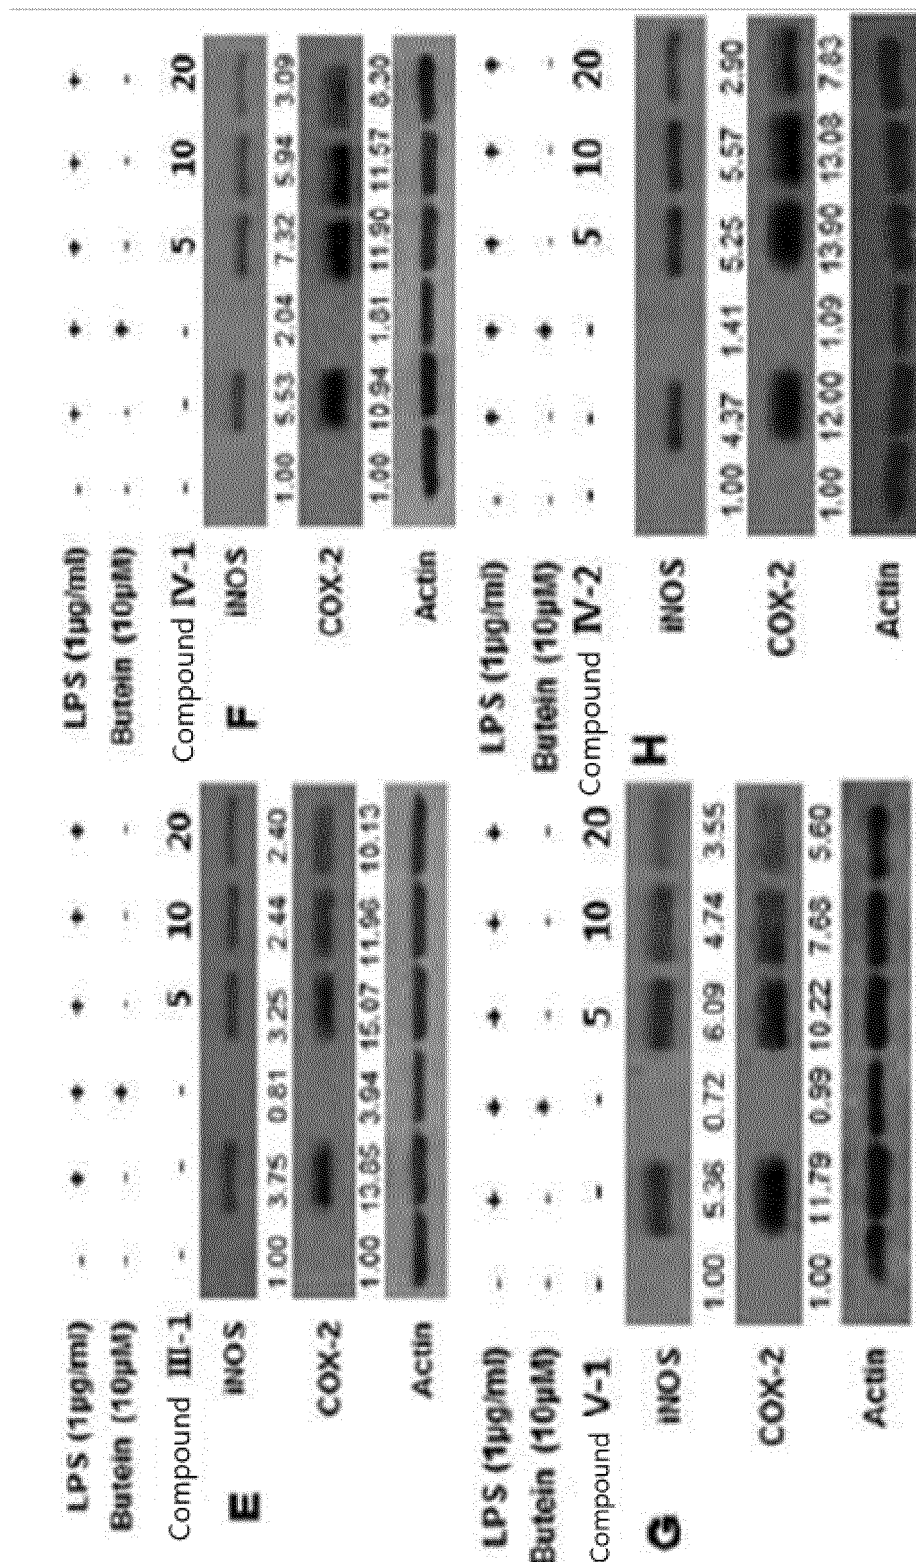 LPS (1μg/ml) - + + + + +
Butein (10μM) - - + - - -
Compound III-1 - - - 5 10 20
E
iNOS
1.00 3.75 0.81 3.25 2.44 2.40
COX-2
1.00 13.85 3.94 15.07 11.96 10.13
Actin
LPS (1μg/ml) - + + + + +
Butein (10μM) - - + - - -
Compound IV-1 - - - 5 10 20
F
iNOS
1.00 5.53 2.04 7.32 5.94 3.09
COX-2
1.00 10.94 1.81 11.90 11.57 8.30
Actin
LPS (1μg/ml) - + + + + +
Butein (10μM) - - + - - -
Compound V-1 - - - 5 10 20
G
iNOS
1.00 5.36 0.72 6.09 4.74 3.55
COX-2
1.00 11.79 0.99 10.22 7.68 5.60
Actin
LPS (1μg/ml) - + + + + +
Butein (10μM) - - + - - -
Compound IV-2 - - - 5 10 20
H
iNOS
1.00 4.37 1.41 5.25 5.57 2.90
COX-2
1.00 12.00 1.09 13.90 13.08 7.83
Actin